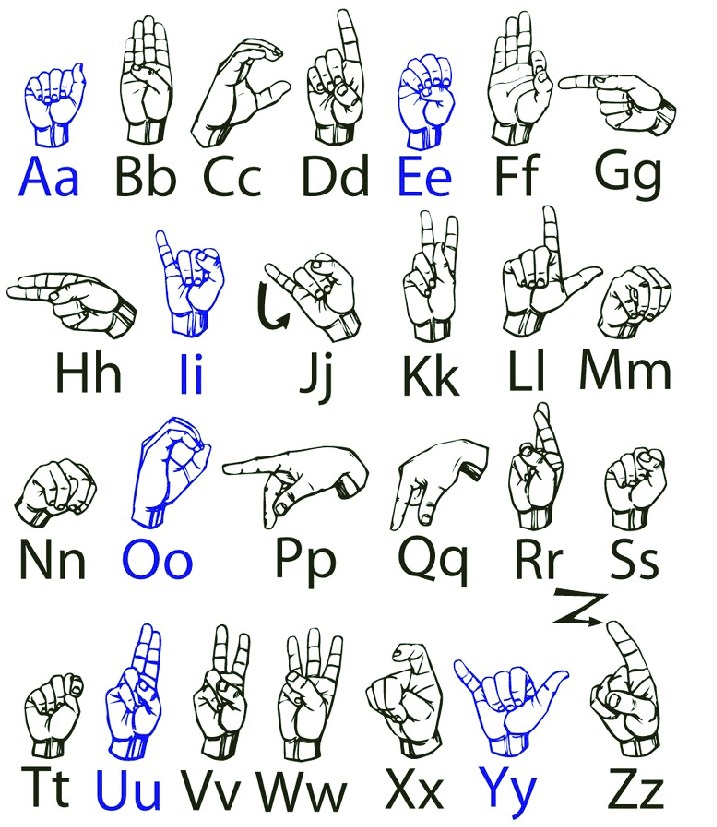 Aa Bb Cc Dd Ee Ff Gg
Hh Ii Jj Kk Ll Mm
Nn Oo Pp Qq Rr Ss
Tt Uu Vv Ww Xx Yy Zz